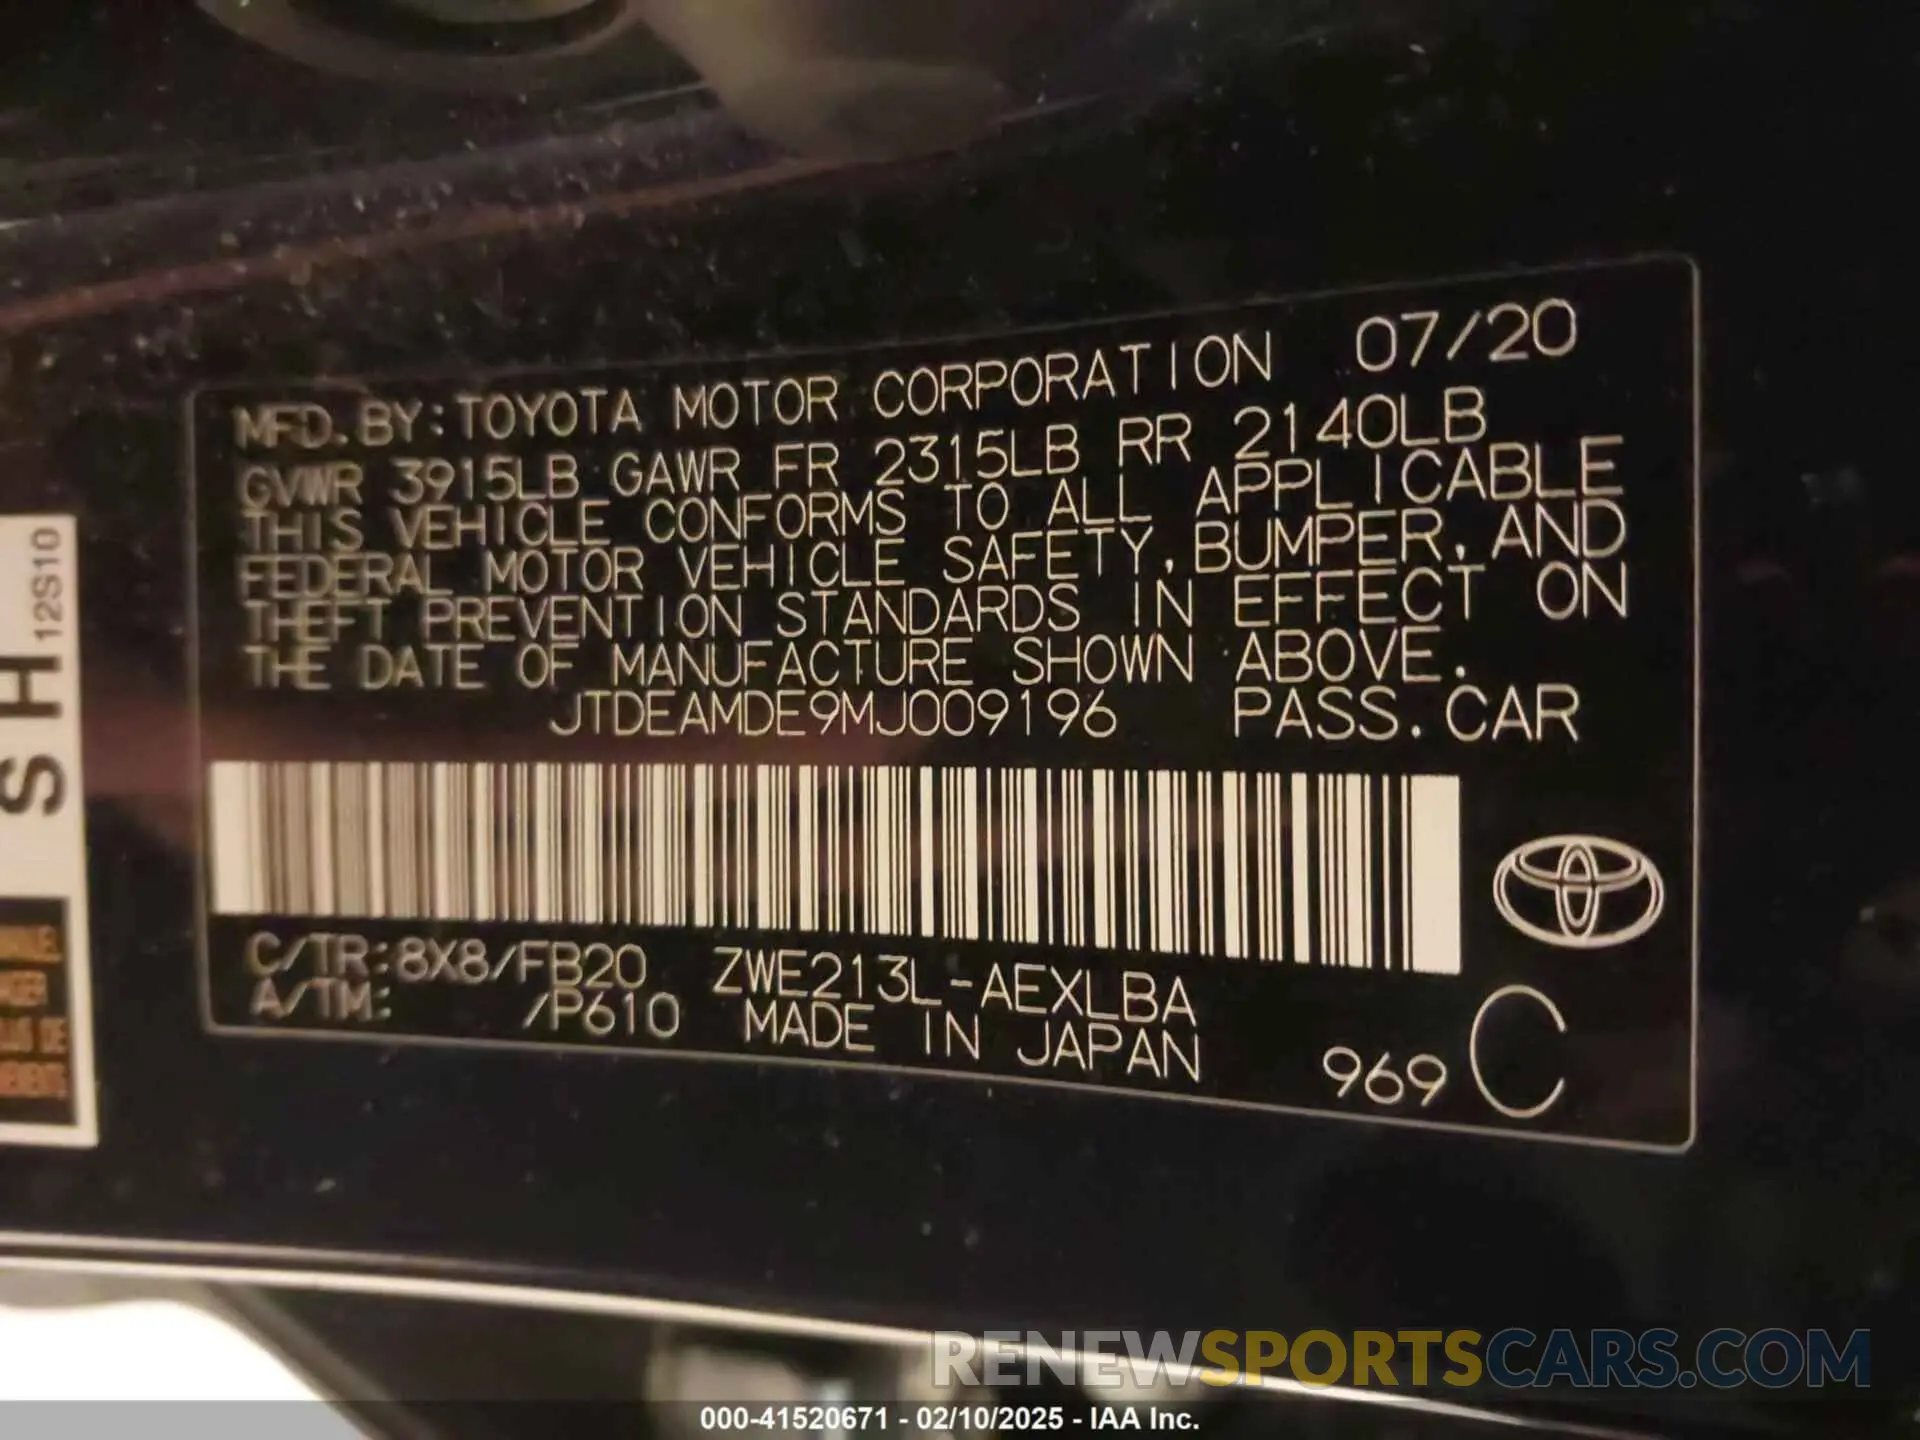 MFD. BY: TOYOTA MOTOR CORPORATION 07/20
GVWR 3915LB GAWR FR 2315LB RR 2140LB
THIS VEHICLE CONFORMS TO ALL APPLICABLE
FEDERAL MOTOR VEHICLE SAFETY, BUMPER, AND
THEFT PREVENTION STANDARDS IN EFFECT ON
THE DATE OF MANUFACTURE SHOWN ABOVE.
JTDEAMDE9MJ009196 PASS. CAR
C/TR: 8X8/FB20 ZWE213L-AEXLBA
A/TM: /P610 MADE IN JAPAN
969 C
S H 12S10
RENEWSPORTSCARS.COM
000-41520671 - 02/10/2025 - IAA Inc.